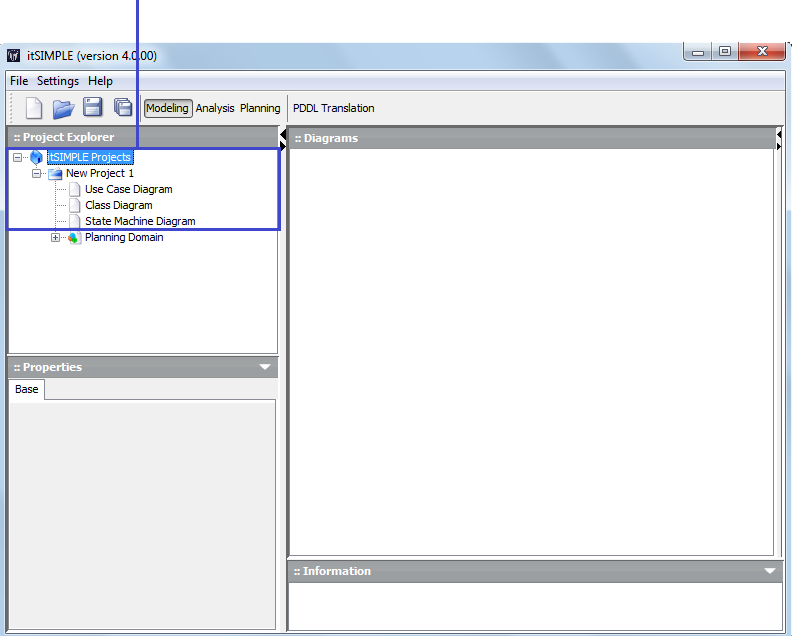 itSIMPLE (version 4.0.00)
File Settings Help
Modeling Analysis Planning PDDL Translation
:: Project Explorer
:: Diagrams
itSIMPLE Projects
New Project 1
Use Case Diagram
Class Diagram
State Machine Diagram
Planning Domain
:: Properties
Base
:: Information